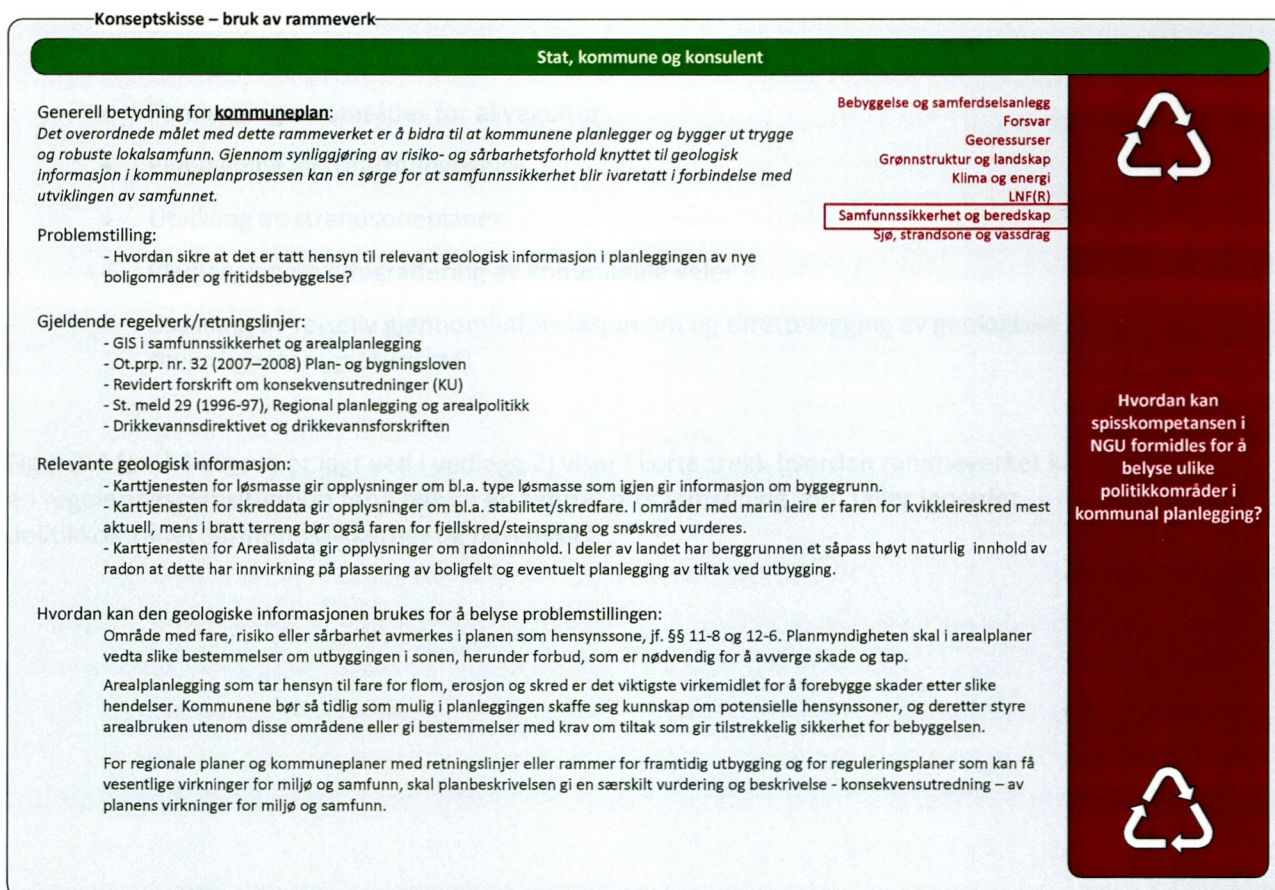 Konseptskisse – bruk av rammeverk
Stat, kommune og konsulent
Generell betydning for kommuneplan:
Det overordnede målet med dette rammeverket er å bidra til at kommunene planlegger og bygger ut trygge
og robuste lokalsamfunn. Gjennom synliggjøring av risiko- og sårbarhetsforhold knyttet til geologisk
informasjon i kommuneplanprosessen kan en sørge for at samfunnssikkerhet blir ivaretatt i forbindelse med
utviklingen av samfunnet.
Bebyggelse og samferdselsanlegg
Forsvar
Georessurser
Grønnstruktur og landskap
Klima og energi
LNF(R)
Samfunnssikkerhet og beredskap
Sjø, strandsone og vassdrag
Problemstilling:
- Hvordan sikre at det er tatt hensyn til relevant geologisk informasjon i planleggingen av nye
boligområder og fritidsbebyggelse?
Gjeldende regelverk/retningslinjer:
- GIS i samfunnssikkerhet og arealplanlegging
- Ot.prp. nr. 32 (2007–2008) Plan- og bygningsloven
- Revidert forskrift om konsekvensutredninger (KU)
- St. meld 29 (1996-97), Regional planlegging og arealpolitikk
- Drikkevannsdirektivet og drikkevannsforskriften
Relevante geologisk informasjon:
- Karttjenesten for løsmasse gir opplysninger om bl.a. type løsmasse som igjen gir informasjon om byggegrunn.
- Karttjenesten for skreddata gir opplysninger om bl.a. stabilitet/skredfare. I områder med marin leire er faren for kvikkleireskred mest
aktuell, mens i bratt terreng bør også faren for fjellskred/steinsprang og snøskred vurderes.
- Karttjenesten for Arealisdata gir opplysninger om radoninnhold. I deler av landet har berggrunnen et såpass høyt naturlig innhold av
radon at dette har innvirkning på plassering av boligfelt og eventuelt planlegging av tiltak ved utbygging.
Hvordan kan den geologiske informasjonen brukes for å belyse problemstillingen:
Område med fare, risiko eller sårbarhet avmerkes i planen som hensynssone, jf. §§ 11-8 og 12-6. Planmyndigheten skal i arealplaner
vedta slike bestemmelser om utbyggingen i sonen, herunder forbud, som er nødvendig for å avverge skade og tap.
Arealplanlegging som tar hensyn til fare for flom, erosjon og skred er det viktigste virkemidlet for å forebygge skader etter slike
hendelser. Kommunene bør så tidlig som mulig i planleggingen skaffe seg kunnskap om potensielle hensynssoner, og deretter styre
arealbruken utenom disse områdene eller gi bestemmelser med krav om tiltak som gir tilstrekkelig sikkerhet for bebyggelsen.
For regionale planer og kommuneplaner med retningslinjer eller rammer for framtidig utbygging og for reguleringsplaner som kan få
vesentlige virkninger for miljø og samfunn, skal planbeskrivelsen gi en særskilt vurdering og beskrivelse - konsekvensutredning – av
planens virkninger for miljø og samfunn.
Hvordan kan
spisskompetansen i
NGU formidles for å
belyse ulike
politikkområder i
kommunal planlegging?